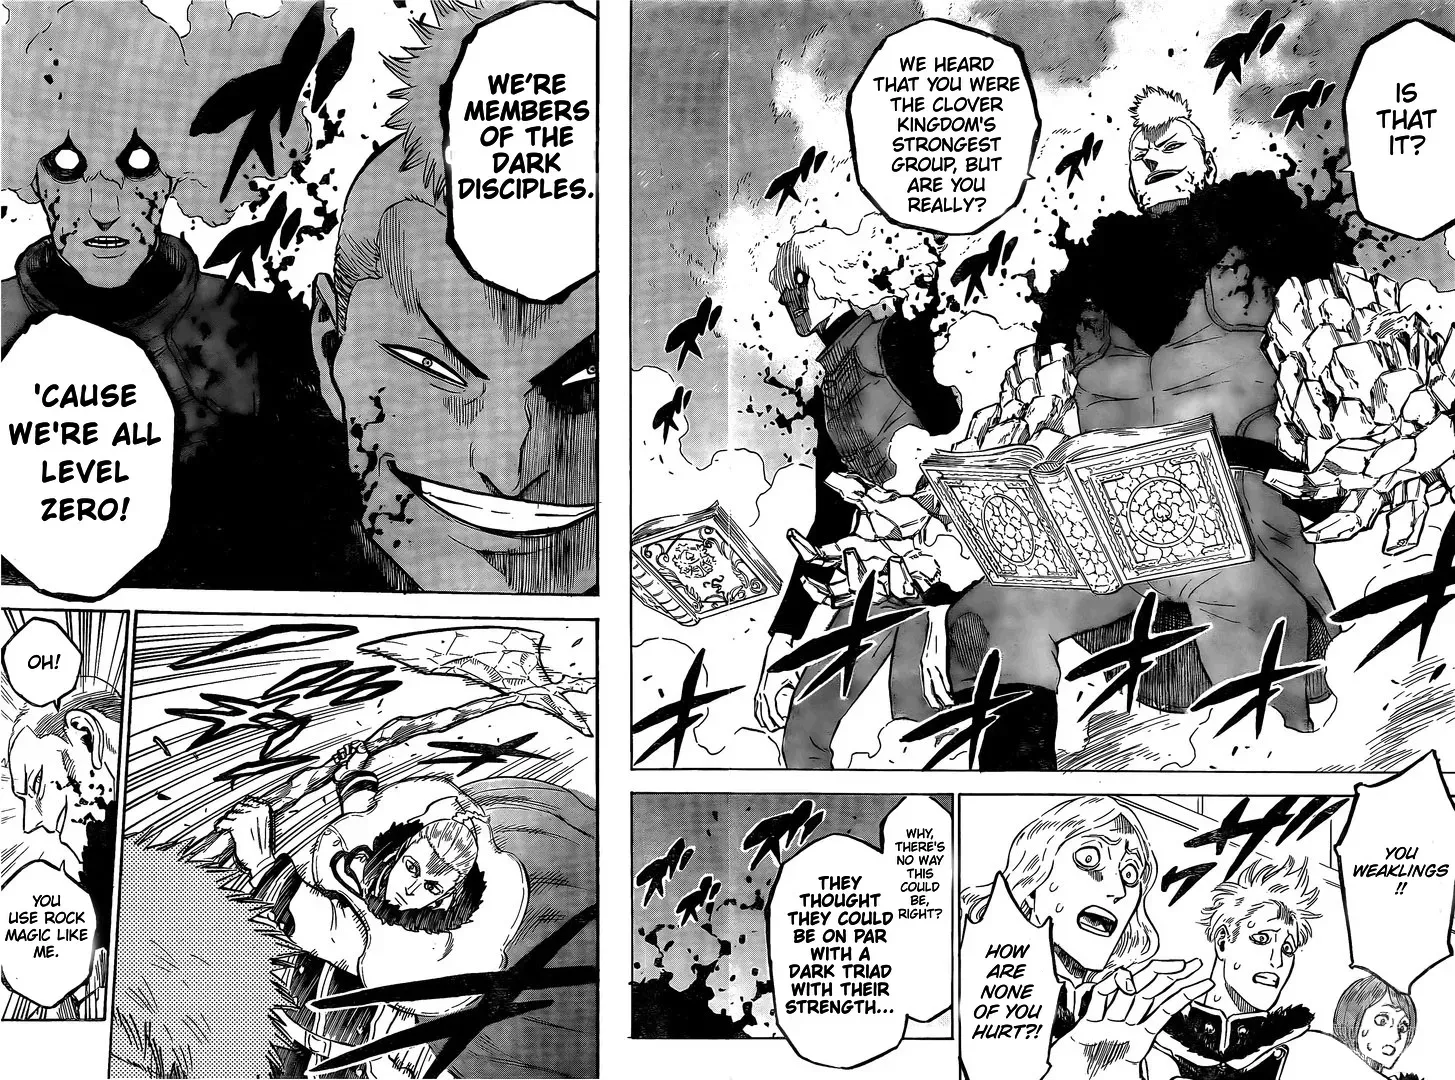 IS
THAT
IT?
WE HEARD
THAT YOU WERE
THE CLOVER
KINGDOM'S
STRONGEST
GROUP, BUT
ARE YOU
REALLY?
YOU
WEAKLINGS
!!
HOW
ARE
NONE
OF YOU
HURT?!
WHY,
THERE'S
NO WAY
THIS
COULD
BE,
RIGHT?
THEY
THOUGHT
THEY COULD
BE ON PAR
WITH A
DARK TRIAD
WITH THEIR
STRENGTH...
WE'RE
MEMBERS
OF THE
DARK
DISCIPLES.
'CAUSE
WE'RE ALL
LEVEL
ZERO!
OH!
YOU
USE ROCK
MAGIC LIKE
ME.